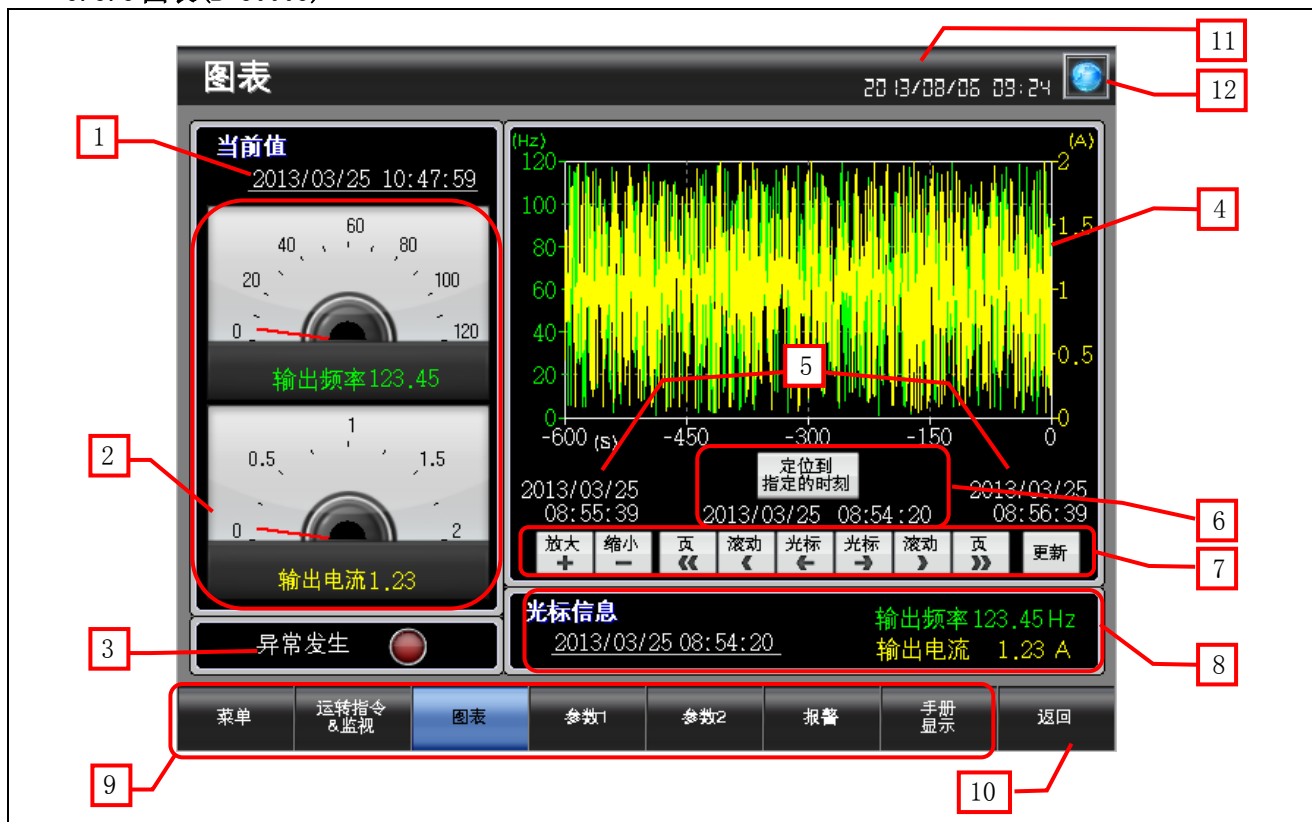 图表
2013/08/06 09:24
11
12
1
当前值
2013/03/25 10:47:59
0
20
40
60
80
100
120
输出频率123.45
2
0
0.5
1
1.5
2
输出电流1.23
3
异常发生
(Hz)
120
100
80
60
40
20
0
(A)
2
1.5
1
0.5
0
4
5
-600 (S) -450 -300 -150 0
定位到
指定的时刻
2013/03/25
08:55:39
2013/03/25 08:54:20
2013/03/25
08:56:39
6
放大 缩小 页 滚动 光标 光标 滚动 页 更新
7
光标信息
2013/03/25 08:54:20
输出频率 123.45 Hz
输出电流 1.23 A
8
菜单
运转指令
&监视
图表
参数1
参数2
报警
手册
显示
返回
9
10